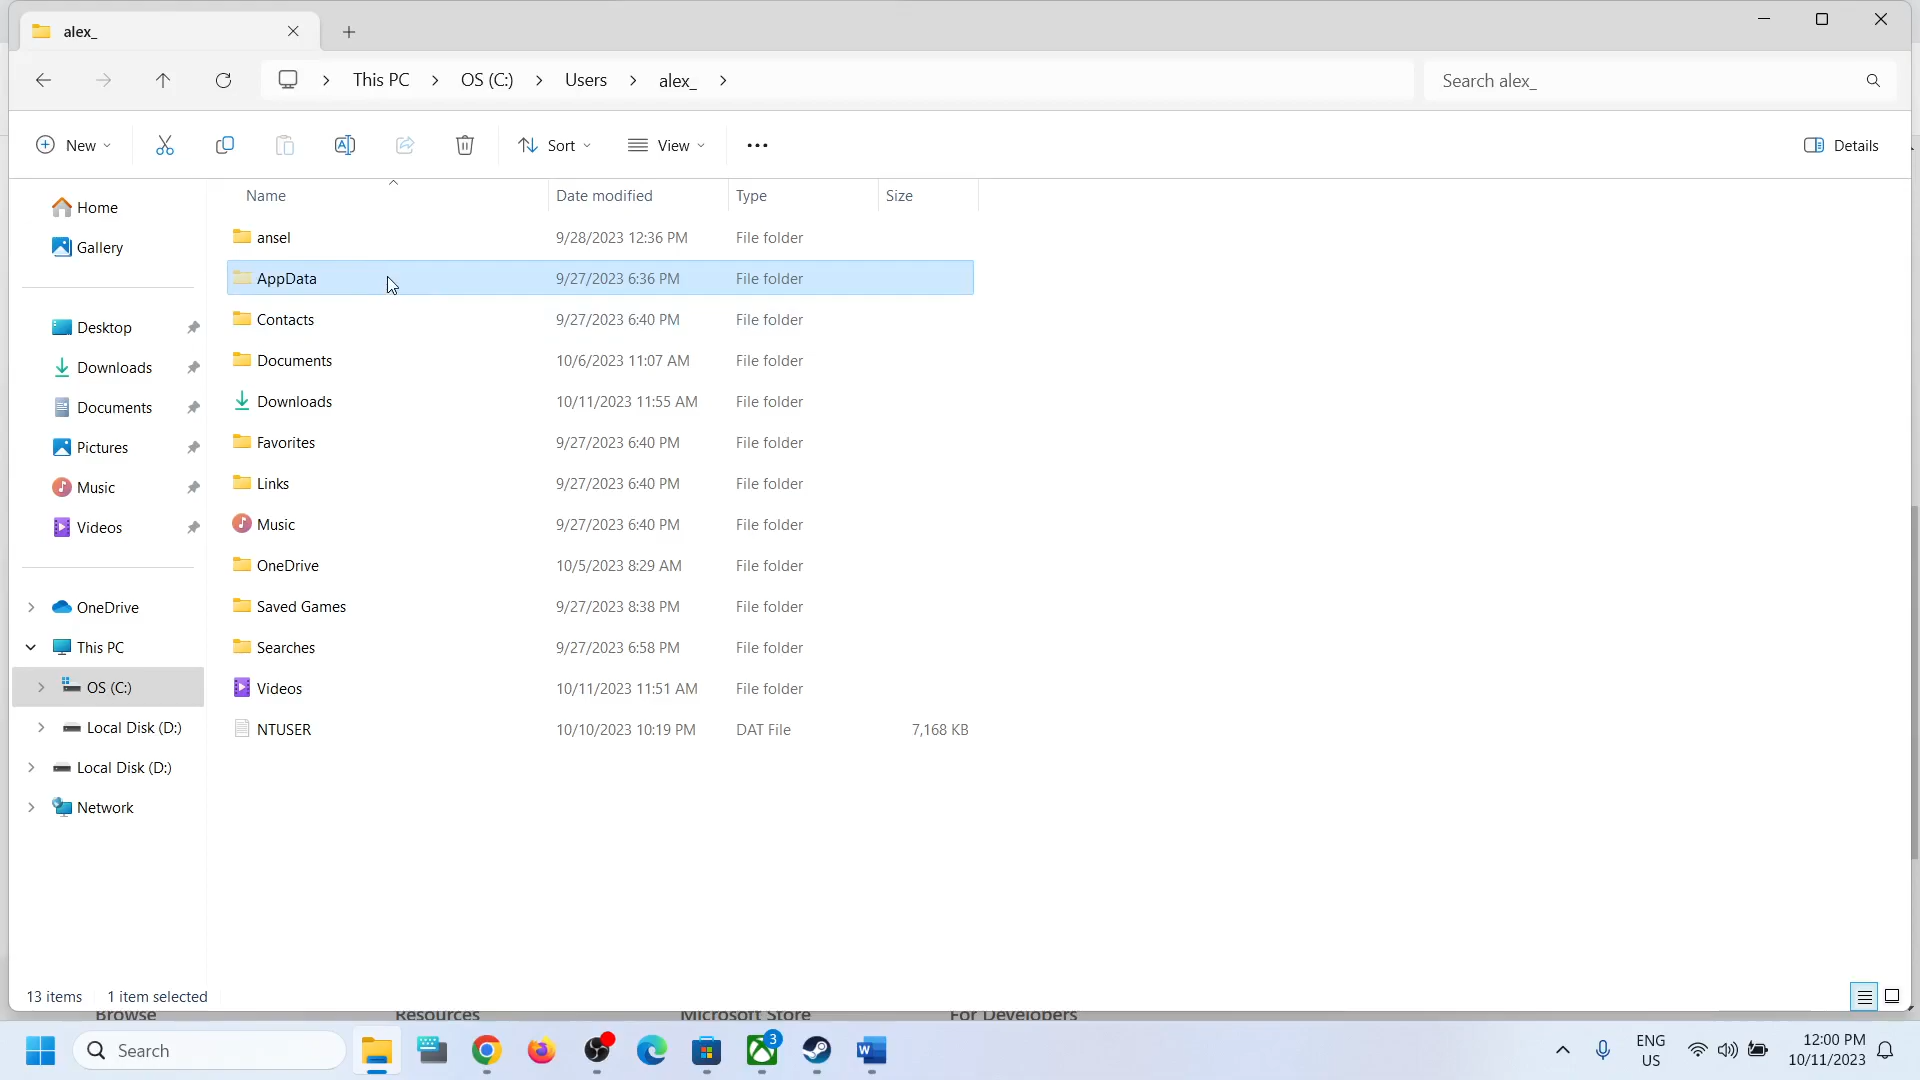 alex_
This PC
OS (C:)
Users
alex_
Search alex_
New
Sort
View
Details
Name
Date modified
Type
Size
Home
Gallery
Desktop
Downloads
Documents
Pictures
Music
Videos
OneDrive
This PC
OS (C:)
Local Disk (D:)
Local Disk (D:)
Network
ansel 9/28/2023 12:36 PM File folder
AppData 9/27/2023 6:36 PM File folder
Contacts 9/27/2023 6:40 PM File folder
Documents 10/6/2023 11:07 AM File folder
Downloads 10/11/2023 11:55 AM File folder
Favorites 9/27/2023 6:40 PM File folder
Links 9/27/2023 6:40 PM File folder
Music 9/27/2023 6:40 PM File folder
OneDrive 10/5/2023 8:29 AM File folder
Saved Games 9/27/2023 8:38 PM File folder
Searches 9/27/2023 6:58 PM File folder
Videos 10/11/2023 11:51 AM File folder
NTUSER 10/10/2023 10:19 PM DAT File 7,168 KB
13 items 1 item selected
Browse
Resources
Microsoft Store
For Developers
Search
3
ENG
US
12:00 PM
10/11/2023